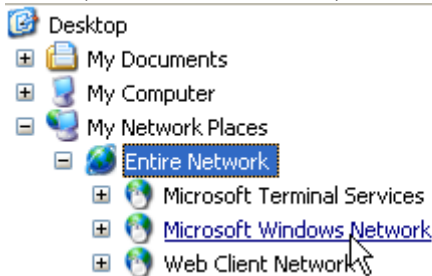 Desktop
My Documents
My Computer
My Network Places
Entire Network
Microsoft Terminal Services
Microsoft Windows Network
Web Client Network